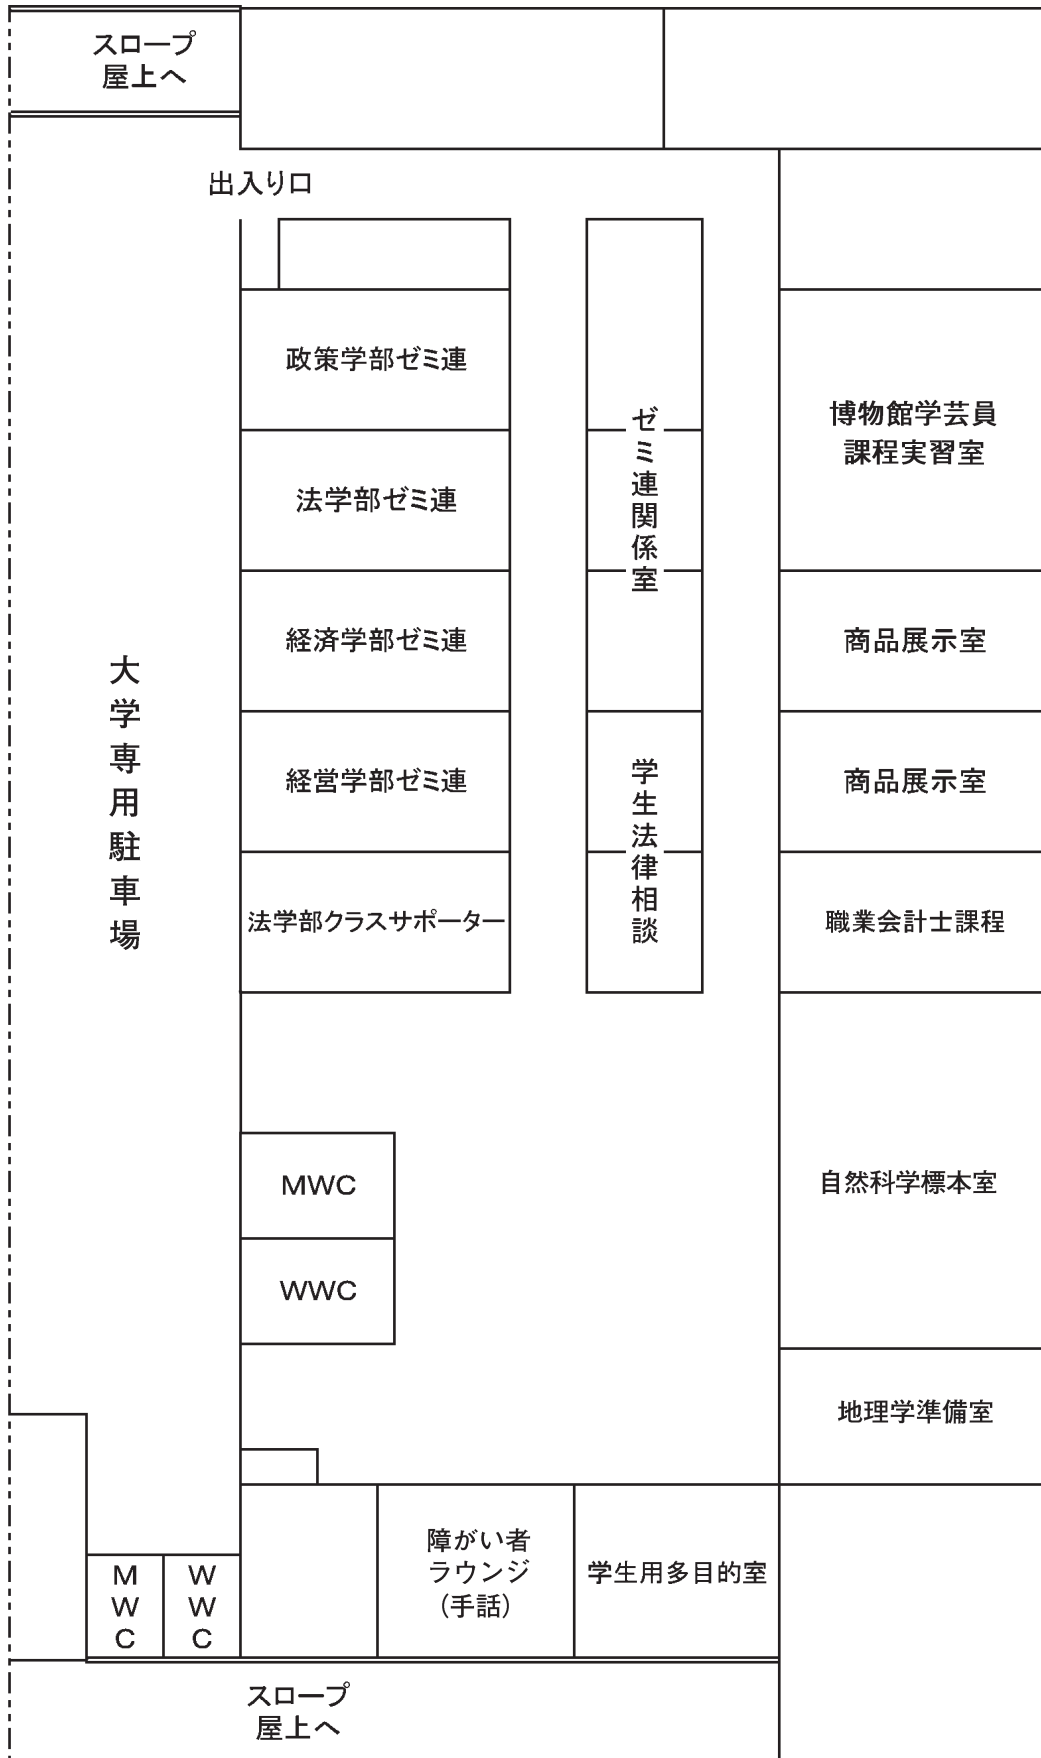 スロープ
屋上へ
出入り口
政策学部ゼミ連
法学部ゼミ連
経済学部ゼミ連
経営学部ゼミ連
法学部クラスサポーター
ゼミ連関係室
学生法律相談
博物館学芸員
課程実習室
商品展示室
商品展示室
職業会計士課程
自然科学標本室
地理学準備室
大学専用駐車場
MWC
WWC
MWC
WWC
障がい者
ラウンジ
(手話)
学生用多目的室
スロープ
屋上へ